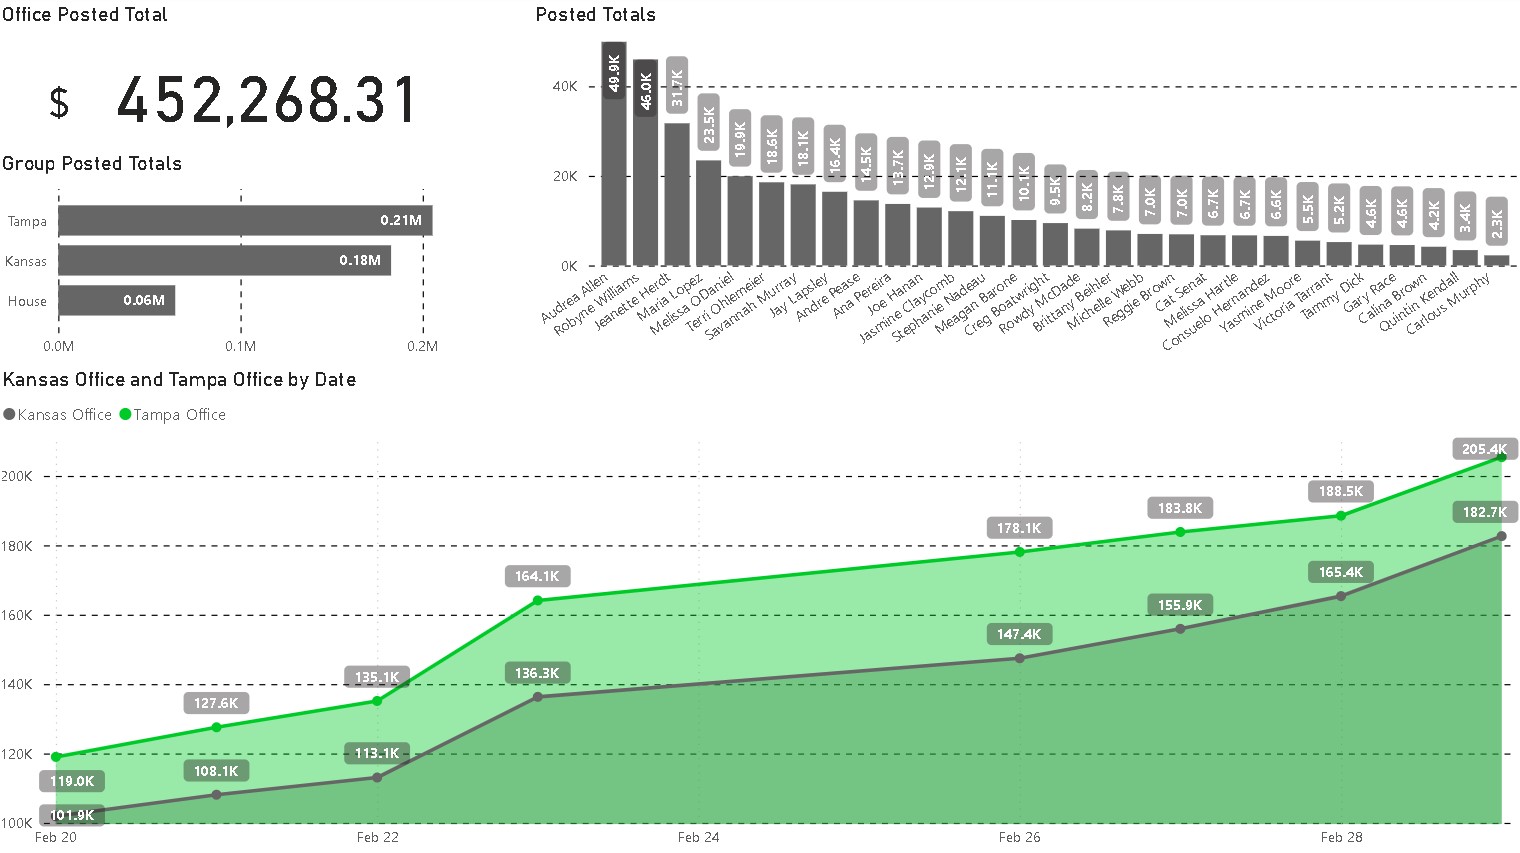 Office Posted Total
$ 452,268.31
Group Posted Totals
Tampa 0.21M
Kansas 0.18M
House 0.06M
0.0M 0.1M 0.2M
Posted Totals
40K
20K
0K
49.9K 46.0K 31.7K 23.5K 19.9K 18.6K 18.1K 16.4K 14.5K 13.7K 12.9K 12.1K 11.1K 10.1K 9.5K 8.2K 7.8K 7.0K 7.0K 6.7K 6.7K 6.6K 5.5K 5.2K 4.6K 4.6K 4.2K 3.4K 2.3K
Audrea Allen
Robyne Williams
Jeanette Herdt
Maria Lopez
Melissa ODaniel
Terri Ohlemeier
Savannah Murray
Jay Lapsley
Andre Pease
Ana Pereira
Joe Hanan
Jasmine Claycomb
Stephanie Nadeau
Meagan Barone
Creg Boatwright
Rowdy McDade
Brittany Beihler
Michelle Webb
Reggie Brown
Cat Senat
Melissa Hartle
Consuelo Hernandez
Yasmine Moore
Victoria Tarrant
Tammy Dick
Gary Race
Calina Brown
Quintin Kendall
Carlous Murphy
Kansas Office and Tampa Office by Date
Kansas Office Tampa Office
200K
180K
160K
140K
120K
100K
119.0K 127.6K 135.1K 164.1K 178.1K 183.8K 188.5K 205.4K
101.9K 108.1K 113.1K 136.3K 147.4K 155.9K 165.4K 182.7K
Feb 20 Feb 22 Feb 24 Feb 26 Feb 28